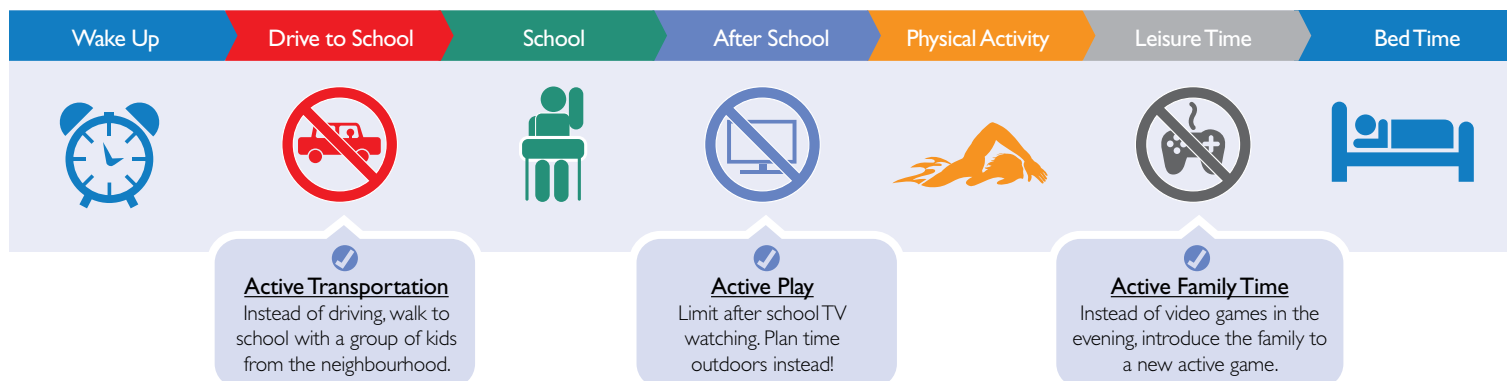 Wake Up
Drive to School
School
After School
Physical Activity
Leisure Time
Bed Time
Active Transportation
Instead of driving, walk to
school with a group of kids
from the neighbourhood.
Active Play
Limit after school TV
watching. Plan time
outdoors instead!
Active Family Time
Instead of video games in the
evening, introduce the family to
a new active game.